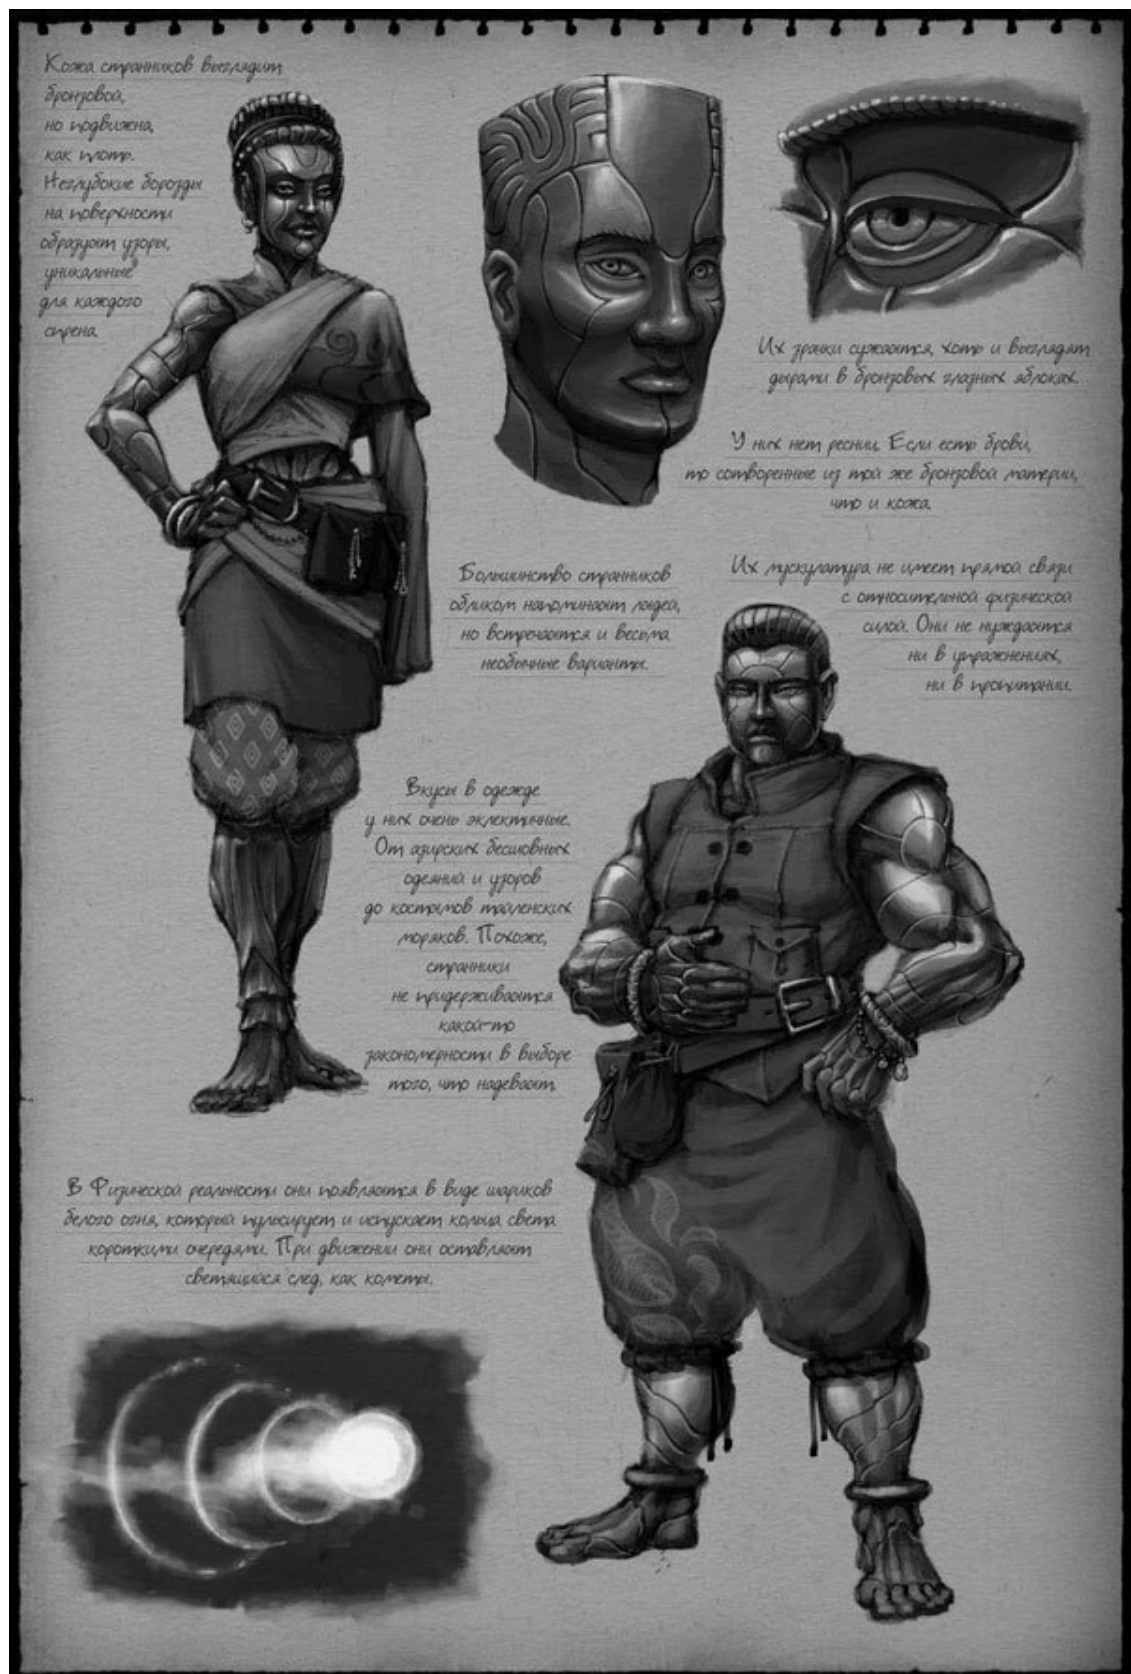 Кожа странников выглядит
бронзовой,
но подвижна,
как плоть.
Неглубокие борозды
на поверхности
образуют узоры,
уникальные
для каждого
спрена.
Их зрачки сужаются, хоть и выглядят
дырами в бронзовых глазных яблоках.
У них нет ресниц. Если есть брови,
то сотворенные из той же бронзовой материи,
что и кожа.
Большинство странников
обликом напоминают людей,
но встречаются и весьма
необычные варианты.
Их мускулатура не имеет прямой связи
с относительной физической
силой. Они не нуждаются
ни в упражнениях,
ни в пропитании.
Вкусы в одежде
у них очень эклектичные.
От азирских бесшовных
одеяний и узоров
до костюмов тайленских
моряков. Похоже,
странники
не придерживаются
какой-то
закономерности в выборе
того, что надевают.
В Физической реальности они появляются в виде шариков
белого огня, который пульсирует и испускает кольца света
короткими очередями. При движении они оставляют
светящийся след, как кометы.